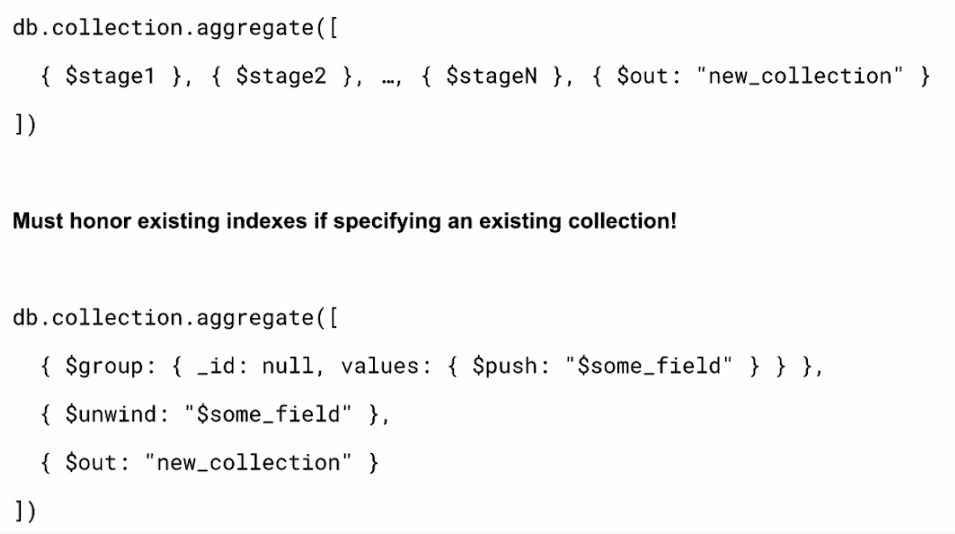 db.collection.aggregate([
{ $stage1 }, { $stage2 }, …, { $stageN }, { $out: "new_collection" }
])
Must honor existing indexes if specifying an existing collection!
db.collection.aggregate([
{ $group: { _id: null, values: { $push: "$some_field" } } },
{ $unwind: "$some_field" },
{ $out: "new_collection" }
])